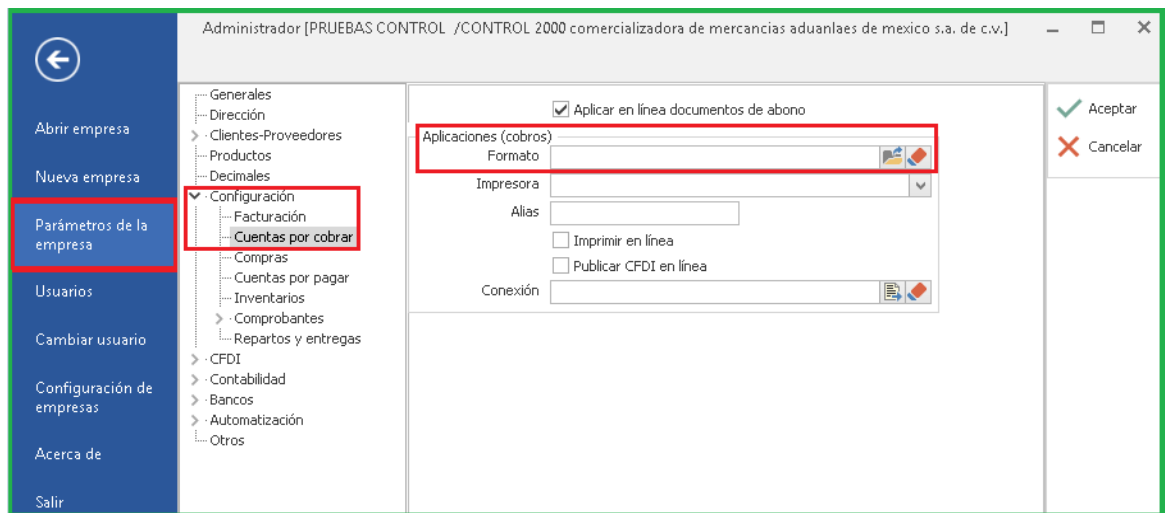 Administrador [PRUEBAS CONTROL /CONTROL 2000 comercializadora de mercancias aduanlaes de mexico s.a. de c.v.]
Abrir empresa
Nueva empresa
Parámetros de la
empresa
Usuarios
Cambiar usuario
Configuración de
empresas
Acerca de
Salir
Generales
Dirección
Clientes-Proveedores
Productos
Decimales
Configuración
Facturación
Cuentas por cobrar
Compras
Cuentas por pagar
Inventarios
Comprobantes
Repartos y entregas
CFDI
Contabilidad
Bancos
Automatización
Otros
Aplicar en línea documentos de abono
Aplicaciones (cobros)
Formato
Impresora
Alias
Imprimir en línea
Publicar CFDI en línea
Conexión
Aceptar
Cancelar